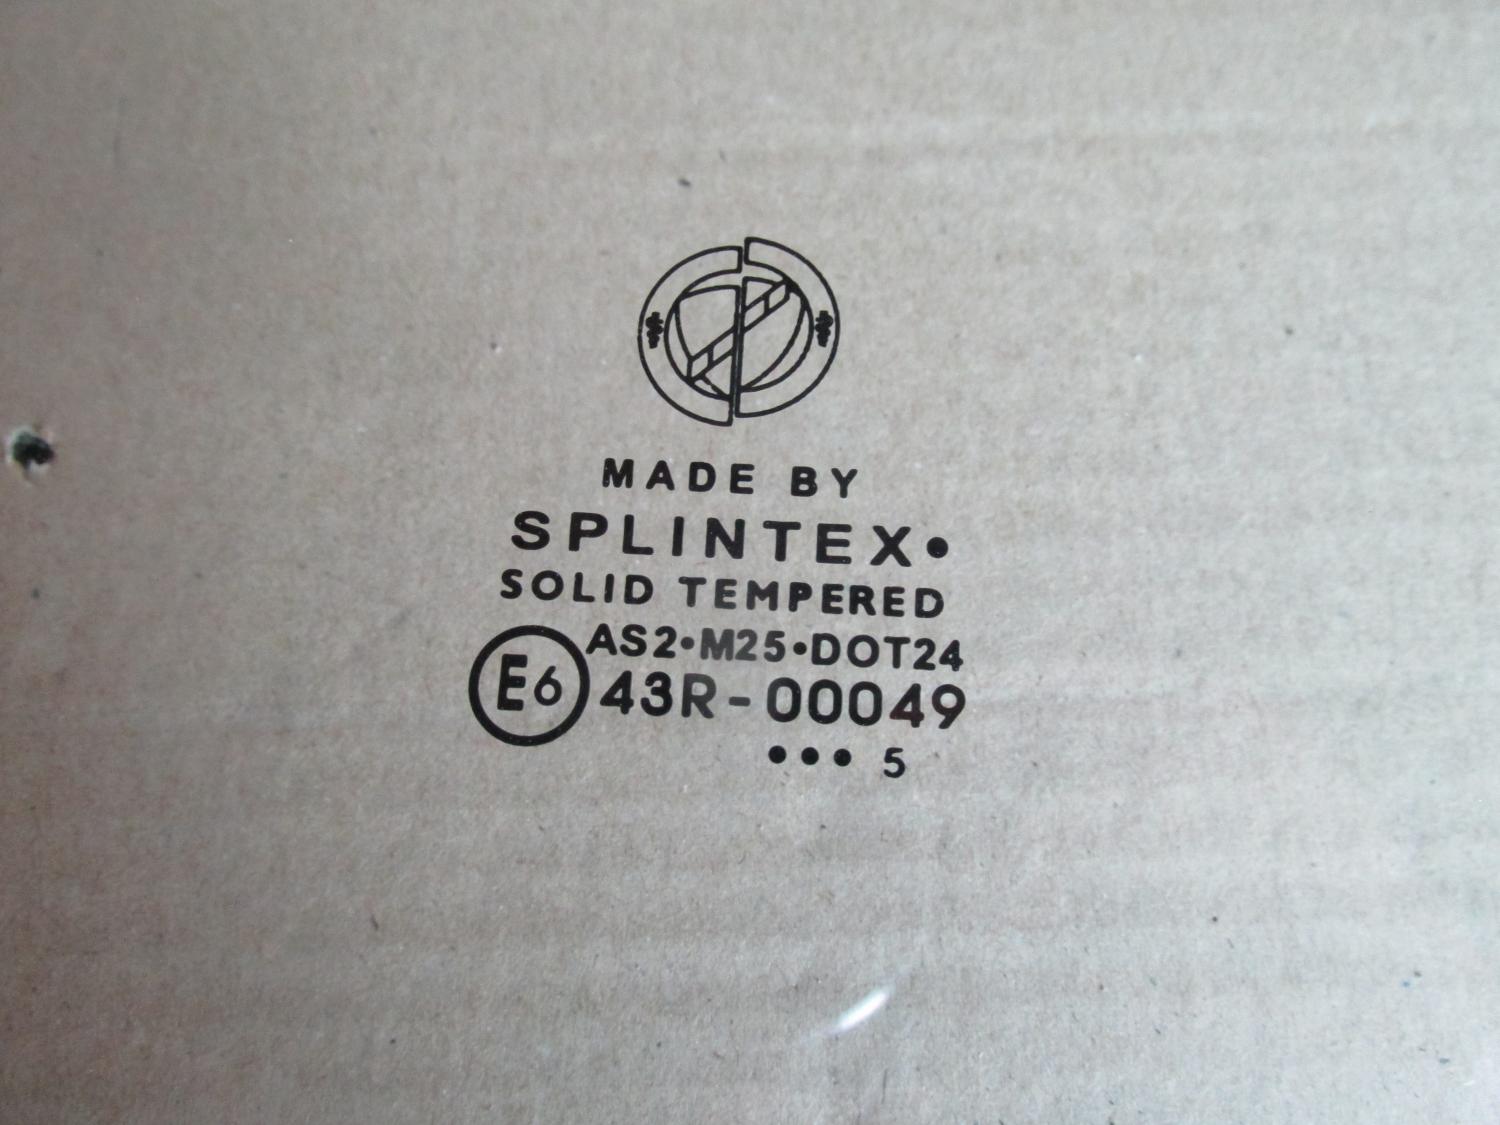 MADE BY
SPLINTEX•
SOLID TEMPERED
AS2•M25•DOT24
E6 43R-00049
••• 5